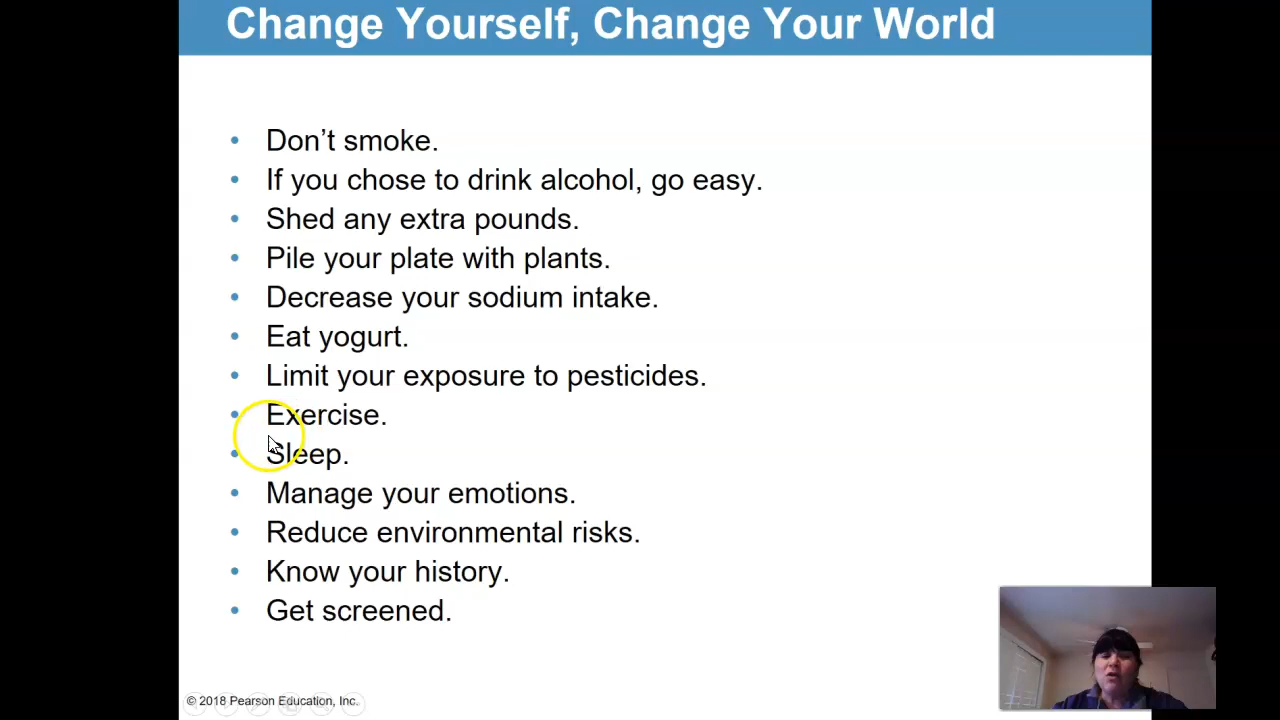 Change Yourself, Change Your World
• Don’t smoke.
• If you chose to drink alcohol, go easy.
• Shed any extra pounds.
• Pile your plate with plants.
• Decrease your sodium intake.
• Eat yogurt.
• Limit your exposure to pesticides.
• Exercise.
• Sleep.
• Manage your emotions.
• Reduce environmental risks.
• Know your history.
• Get screened.
© 2018 Pearson Education, Inc.